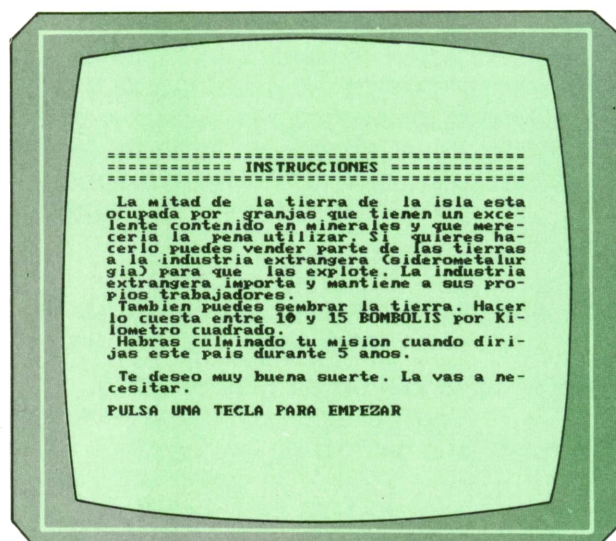 ========================================
============ INSTRUCCIONES ============
========================================
La mitad de la tierra de la isla esta
ocupada por granjas que tienen un exce-
lente contenido en minerales y que mere-
ceria la pena utilizar. Si quieres ha-
cerlo puedes vender parte de las tierras
a la industria extrangera (siderometalur
gia) para que las explote. La industria
extrangera importa y mantiene a sus pro-
pios trabajadores.
Tambien puedes sembrar la tierra. Hacer
lo cuesta entre 10 y 15 BOMBOLIS por Ki-
lometro cuadrado.
Habras culminado tu mision cuando diri-
jas este pais durante 5 anos.
Te deseo muy buena suerte. La vas a ne-
cesitar.
PULSA UNA TECLA PARA EMPEZAR